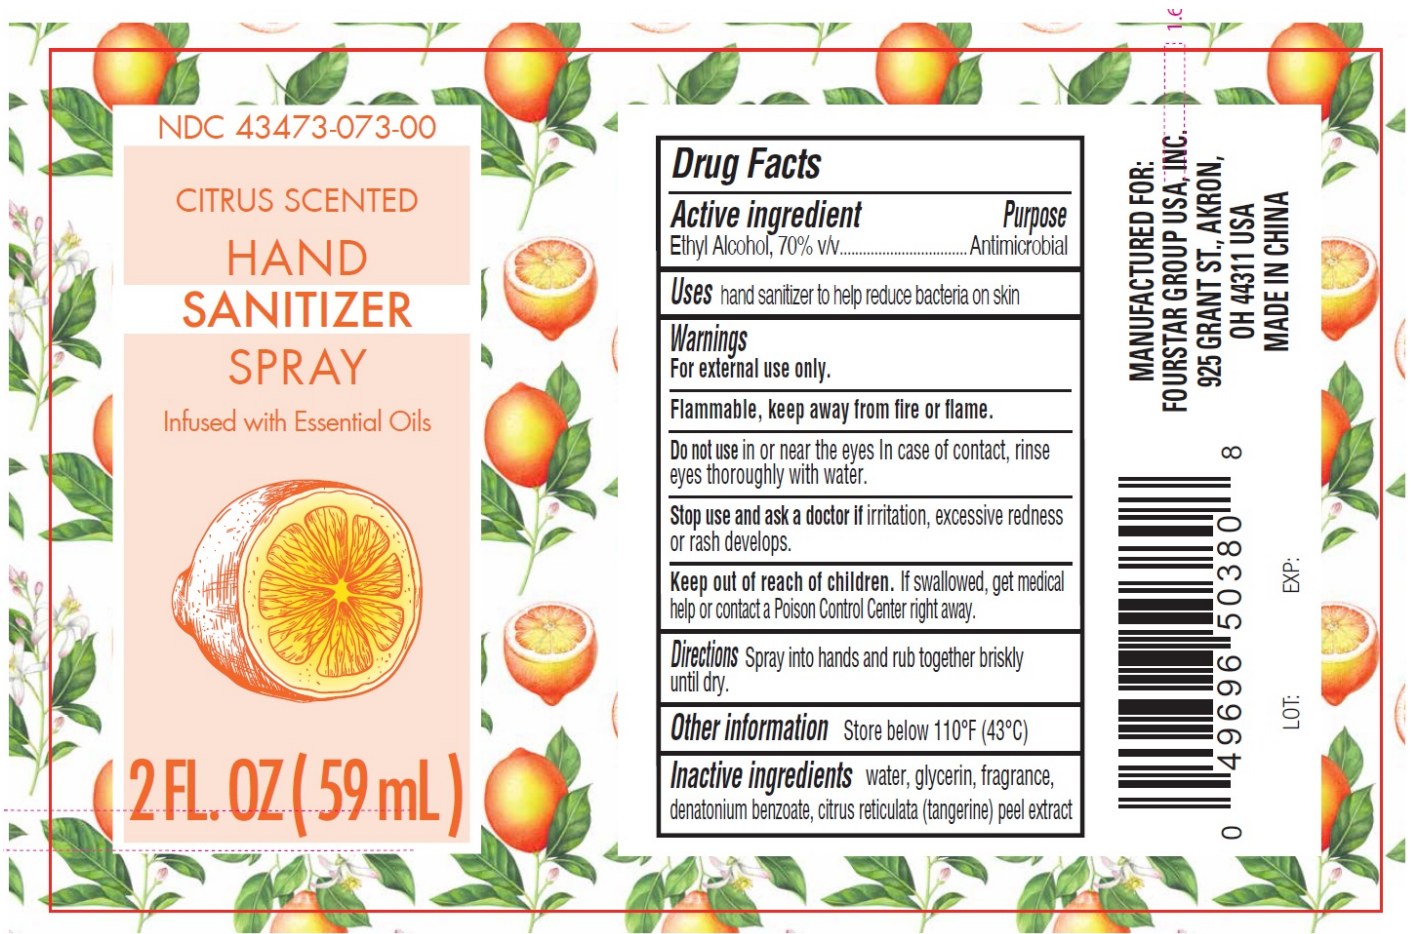 NDC 43473-073-00
CITRUS SCENTED
HAND
SANITIZER
SPRAY
Infused with Essential Oils
2 FL. OZ ( 59 mL )
Drug Facts
Active ingredient Purpose
Ethyl Alcohol, 70% v/v................................. Antimicrobial
Uses hand sanitizer to help reduce bacteria on skin
Warnings
For external use only.
Flammable, keep away from fire or flame.
Do not use in or near the eyes In case of contact, rinse
eyes thoroughly with water.
Stop use and ask a doctor if irritation, excessive redness
or rash develops.
Keep out of reach of children. If swallowed, get medical
help or contact a Poison Control Center right away.
Directions Spray into hands and rub together briskly
until dry.
Other information Store below 110°F (43°C)
Inactive ingredients water, glycerin, fragrance,
denatonium benzoate, citrus reticulata (tangerine) peel extract
MANUFACTURED FOR:
FOURSTAR GROUP USA, INC.
925 GRANT ST., AKRON,
OH 44311 USA
MADE IN CHINA
0 49696 50380 8
LOT: EXP: